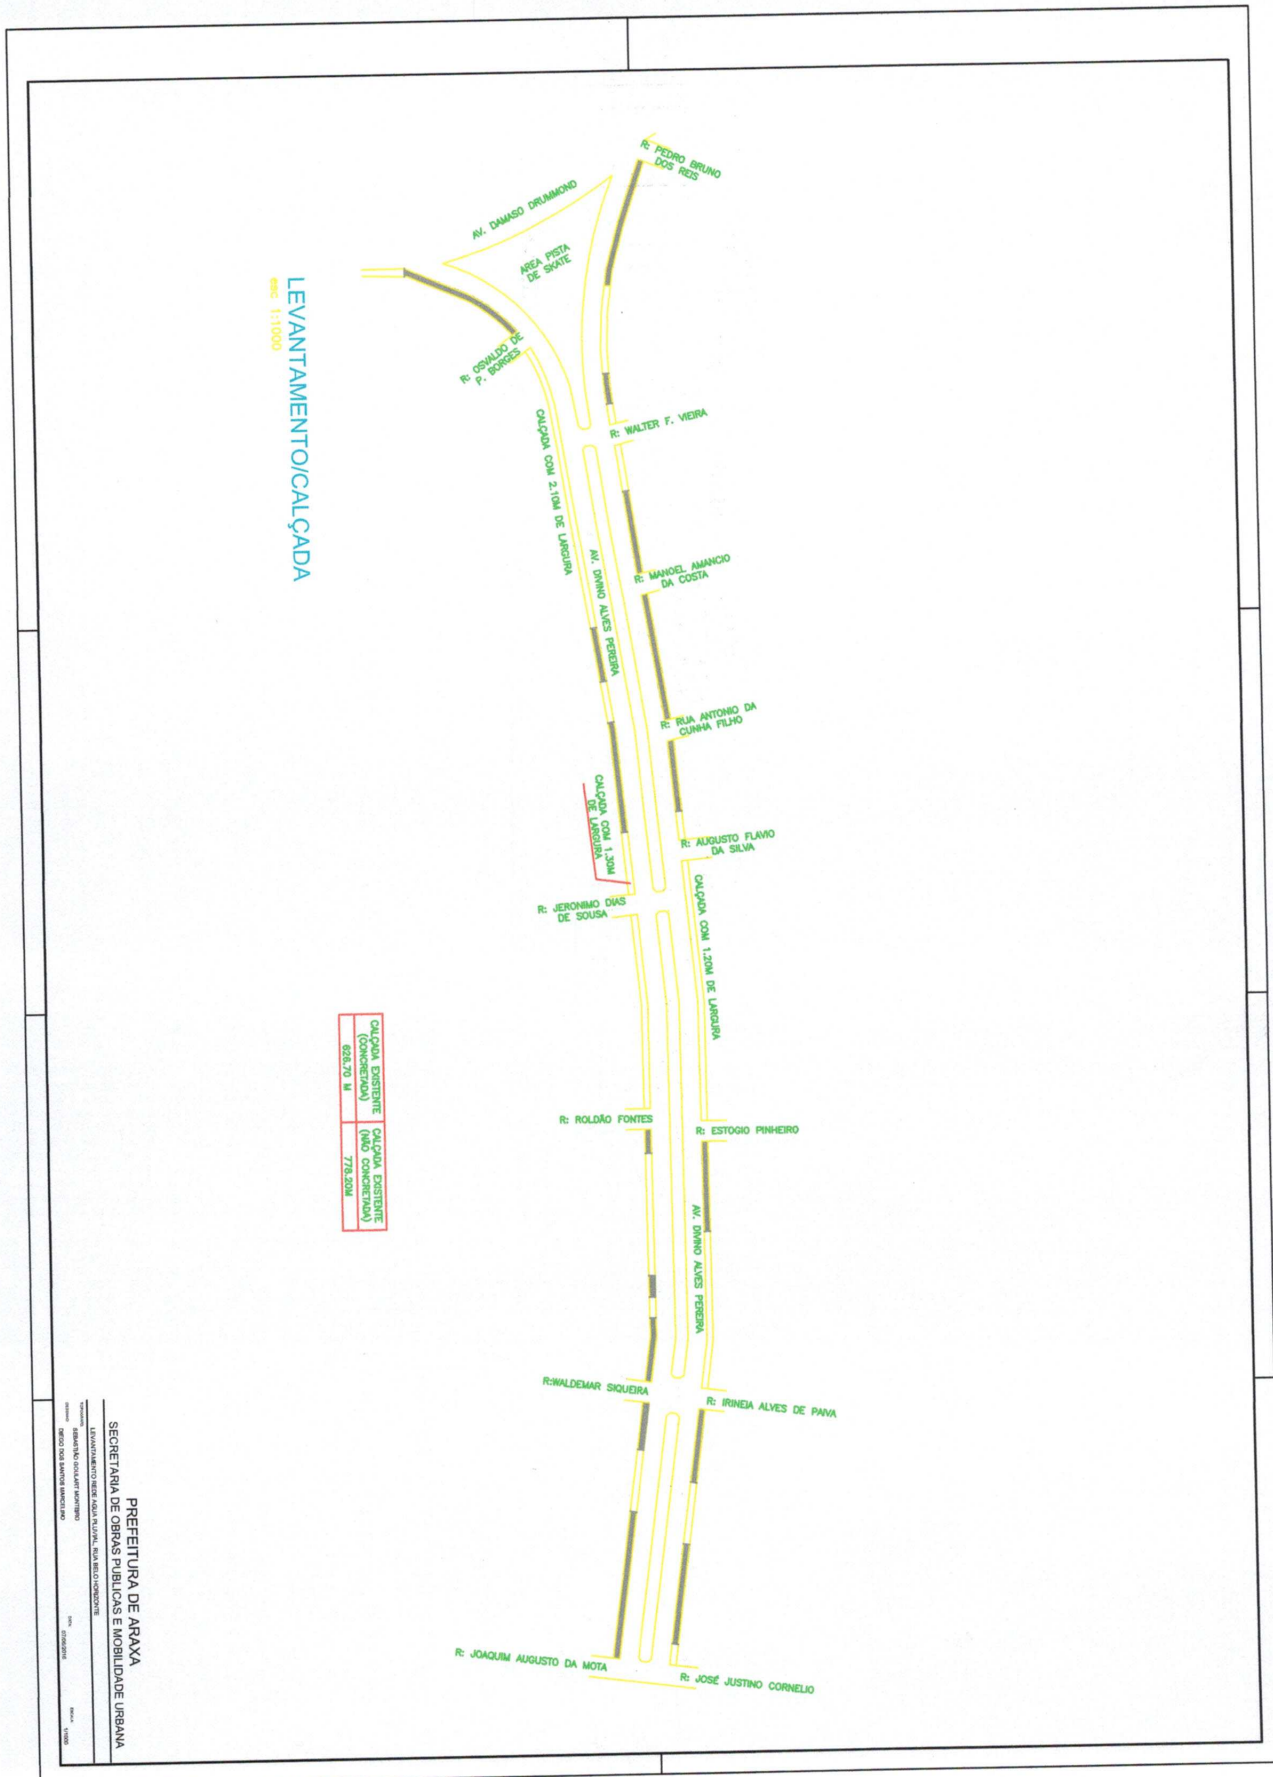 R: PEDRO BRUNO
DOS REIS
AV. DAMASO DRUMMOND
AREA PISTA
DE SKATE
LEVANTAMENTO/CALÇADA
esc 1:1000
R: OSVALDO DE
P. BORGES
R: WALTER F. VIEIRA
CALÇADA COM 2.10M DE LARGURA
AV. DIVINO ALVES PEREIRA
R: MANOEL AMANCIO
DA COSTA
R: RUA ANTONIO DA
CUNHA FILHO
CALÇADA COM 1.30M
DE LARGURA
R: AUGUSTO FLAVIO
DA SILVA
CALÇADA COM 1.20M DE LARGURA
R: JERONIMO DIAS
DE SOUSA
CALÇADA EXISTENTE
(CONCRETADA)
626.70 M
CALÇADA EXISTENTE
(NÃO CONCRETADA)
778.20M
R: ROLDÃO FONTES
R: ESTOGIO PINHEIRO
AV. DIVINO ALVES PEREIRA
R:WALDEMAR SIQUEIRA
R: IRINEIA ALVES DE PAIVA
R: JOAQUIM AUGUSTO DA MOTA
R: JOSÉ JUSTINO CORNELIO
PREFEITURA DE ARAXA
SECRETARIA DE OBRAS PUBLICAS E MOBILIDADE URBANA
LEVANTAMENTO REDE AGUA PLUVIAL, RUA BELO HORIZONTE
SEBASTIÃO GOULART MONTEIRO
DIEGO DOS SANTOS MARCELINO